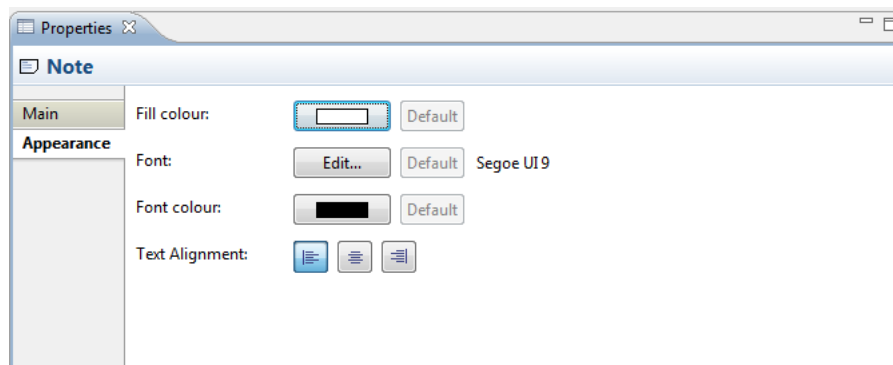 Properties
Note
Main
Appearance
Fill colour: Default
Font: Edit... Default Segoe UI 9
Font colour: Default
Text Alignment: